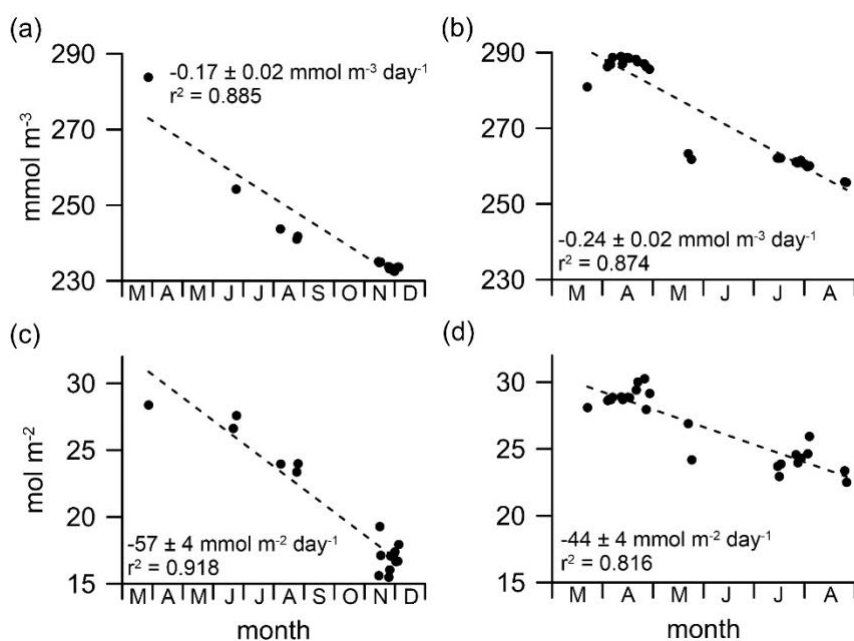 (a)
290
-0.17 ± 0.02 mmol m⁻³ day⁻¹
r² = 0.885
270
mmol m⁻³
250
230
M A M J J A S O N D
(b)
290
270
250
-0.24 ± 0.02 mmol m⁻³ day⁻¹
r² = 0.874
230
M A M J J A
(c)
30
25
mol m⁻²
20
-57 ± 4 mmol m⁻² day⁻¹
r² = 0.918
15
M A M J J A S O N D
month
(d)
30
25
20
-44 ± 4 mmol m⁻² day⁻¹
r² = 0.816
15
M A M J J A
month